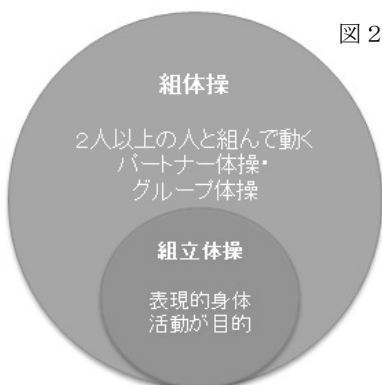 図２
組体操
2人以上の人と組んで動く
パートナー体操・
グループ体操
組立体操
表現的身体
活動が目的